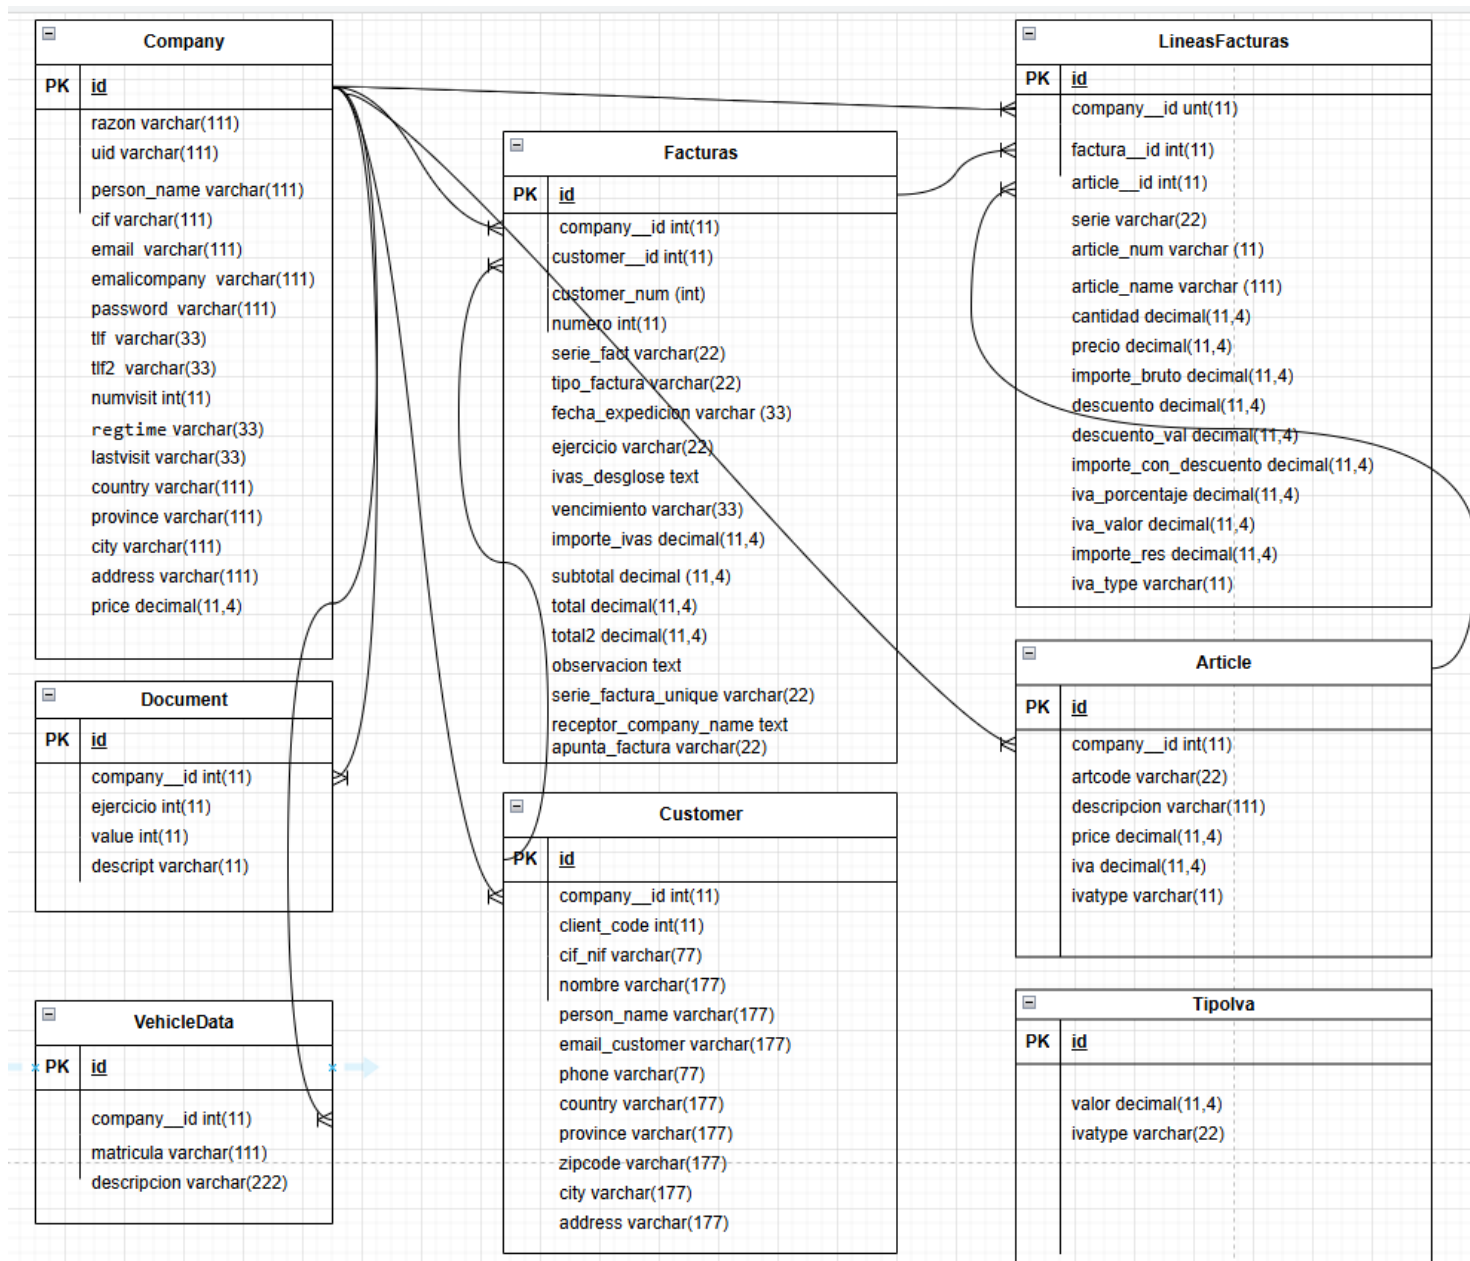 Company
PK id
razon varchar(111)
uid varchar(111)
person_name varchar(111)
cif varchar(111)
email varchar(111)
emalicompany varchar(111)
password varchar(111)
tlf varchar(33)
tlf2 varchar(33)
numvisit int(11)
regtime varchar(33)
lastvisit varchar(33)
country varchar(111)
province varchar(111)
city varchar(111)
address varchar(111)
price decimal(11,4)
Document
PK id
company__id int(11)
ejercicio int(11)
value int(11)
descript varchar(11)
VehicleData
PK id
company__id int(11)
matricula varchar(111)
descripcion varchar(222)
Facturas
PK id
company__id int(11)
customer__id int(11)
customer_num (int)
numero int(11)
serie_fact varchar(22)
tipo_factura varchar(22)
fecha_expedicion varchar (33)
ejercicio varchar(22)
ivas_desglose text
vencimiento varchar(33)
importe_ivas decimal(11,4)
subtotal decimal (11,4)
total decimal(11,4)
total2 decimal(11,4)
observacion text
serie_factura_unique varchar(22)
receptor_company_name text
apunta_factura varchar(22)
Customer
PK id
company__id int(11)
client_code int(11)
cif_nif varchar(77)
nombre varchar(177)
person_name varchar(177)
email_customer varchar(177)
phone varchar(77)
country varchar(177)
province varchar(177)
zipcode varchar(177)
city varchar(177)
address varchar(177)
LineasFacturas
PK id
company__id unt(11)
factura__id int(11)
article__id int(11)
serie varchar(22)
article_num varchar (11)
article_name varchar (111)
cantidad decimal(11,4)
precio decimal(11,4)
importe_bruto decimal(11,4)
descuento decimal(11,4)
descuento_val decimal(11,4)
importe_con_descuento decimal(11,4)
iva_porcentaje decimal(11,4)
iva_valor decimal(11,4)
importe_res decimal(11,4)
iva_type varchar(11)
Article
PK id
company__id int(11)
artcode varchar(22)
descripcion varchar(111)
price decimal(11,4)
iva decimal(11,4)
ivatype varchar(11)
TipoIva
PK id
valor decimal(11,4)
ivatype varchar(22)